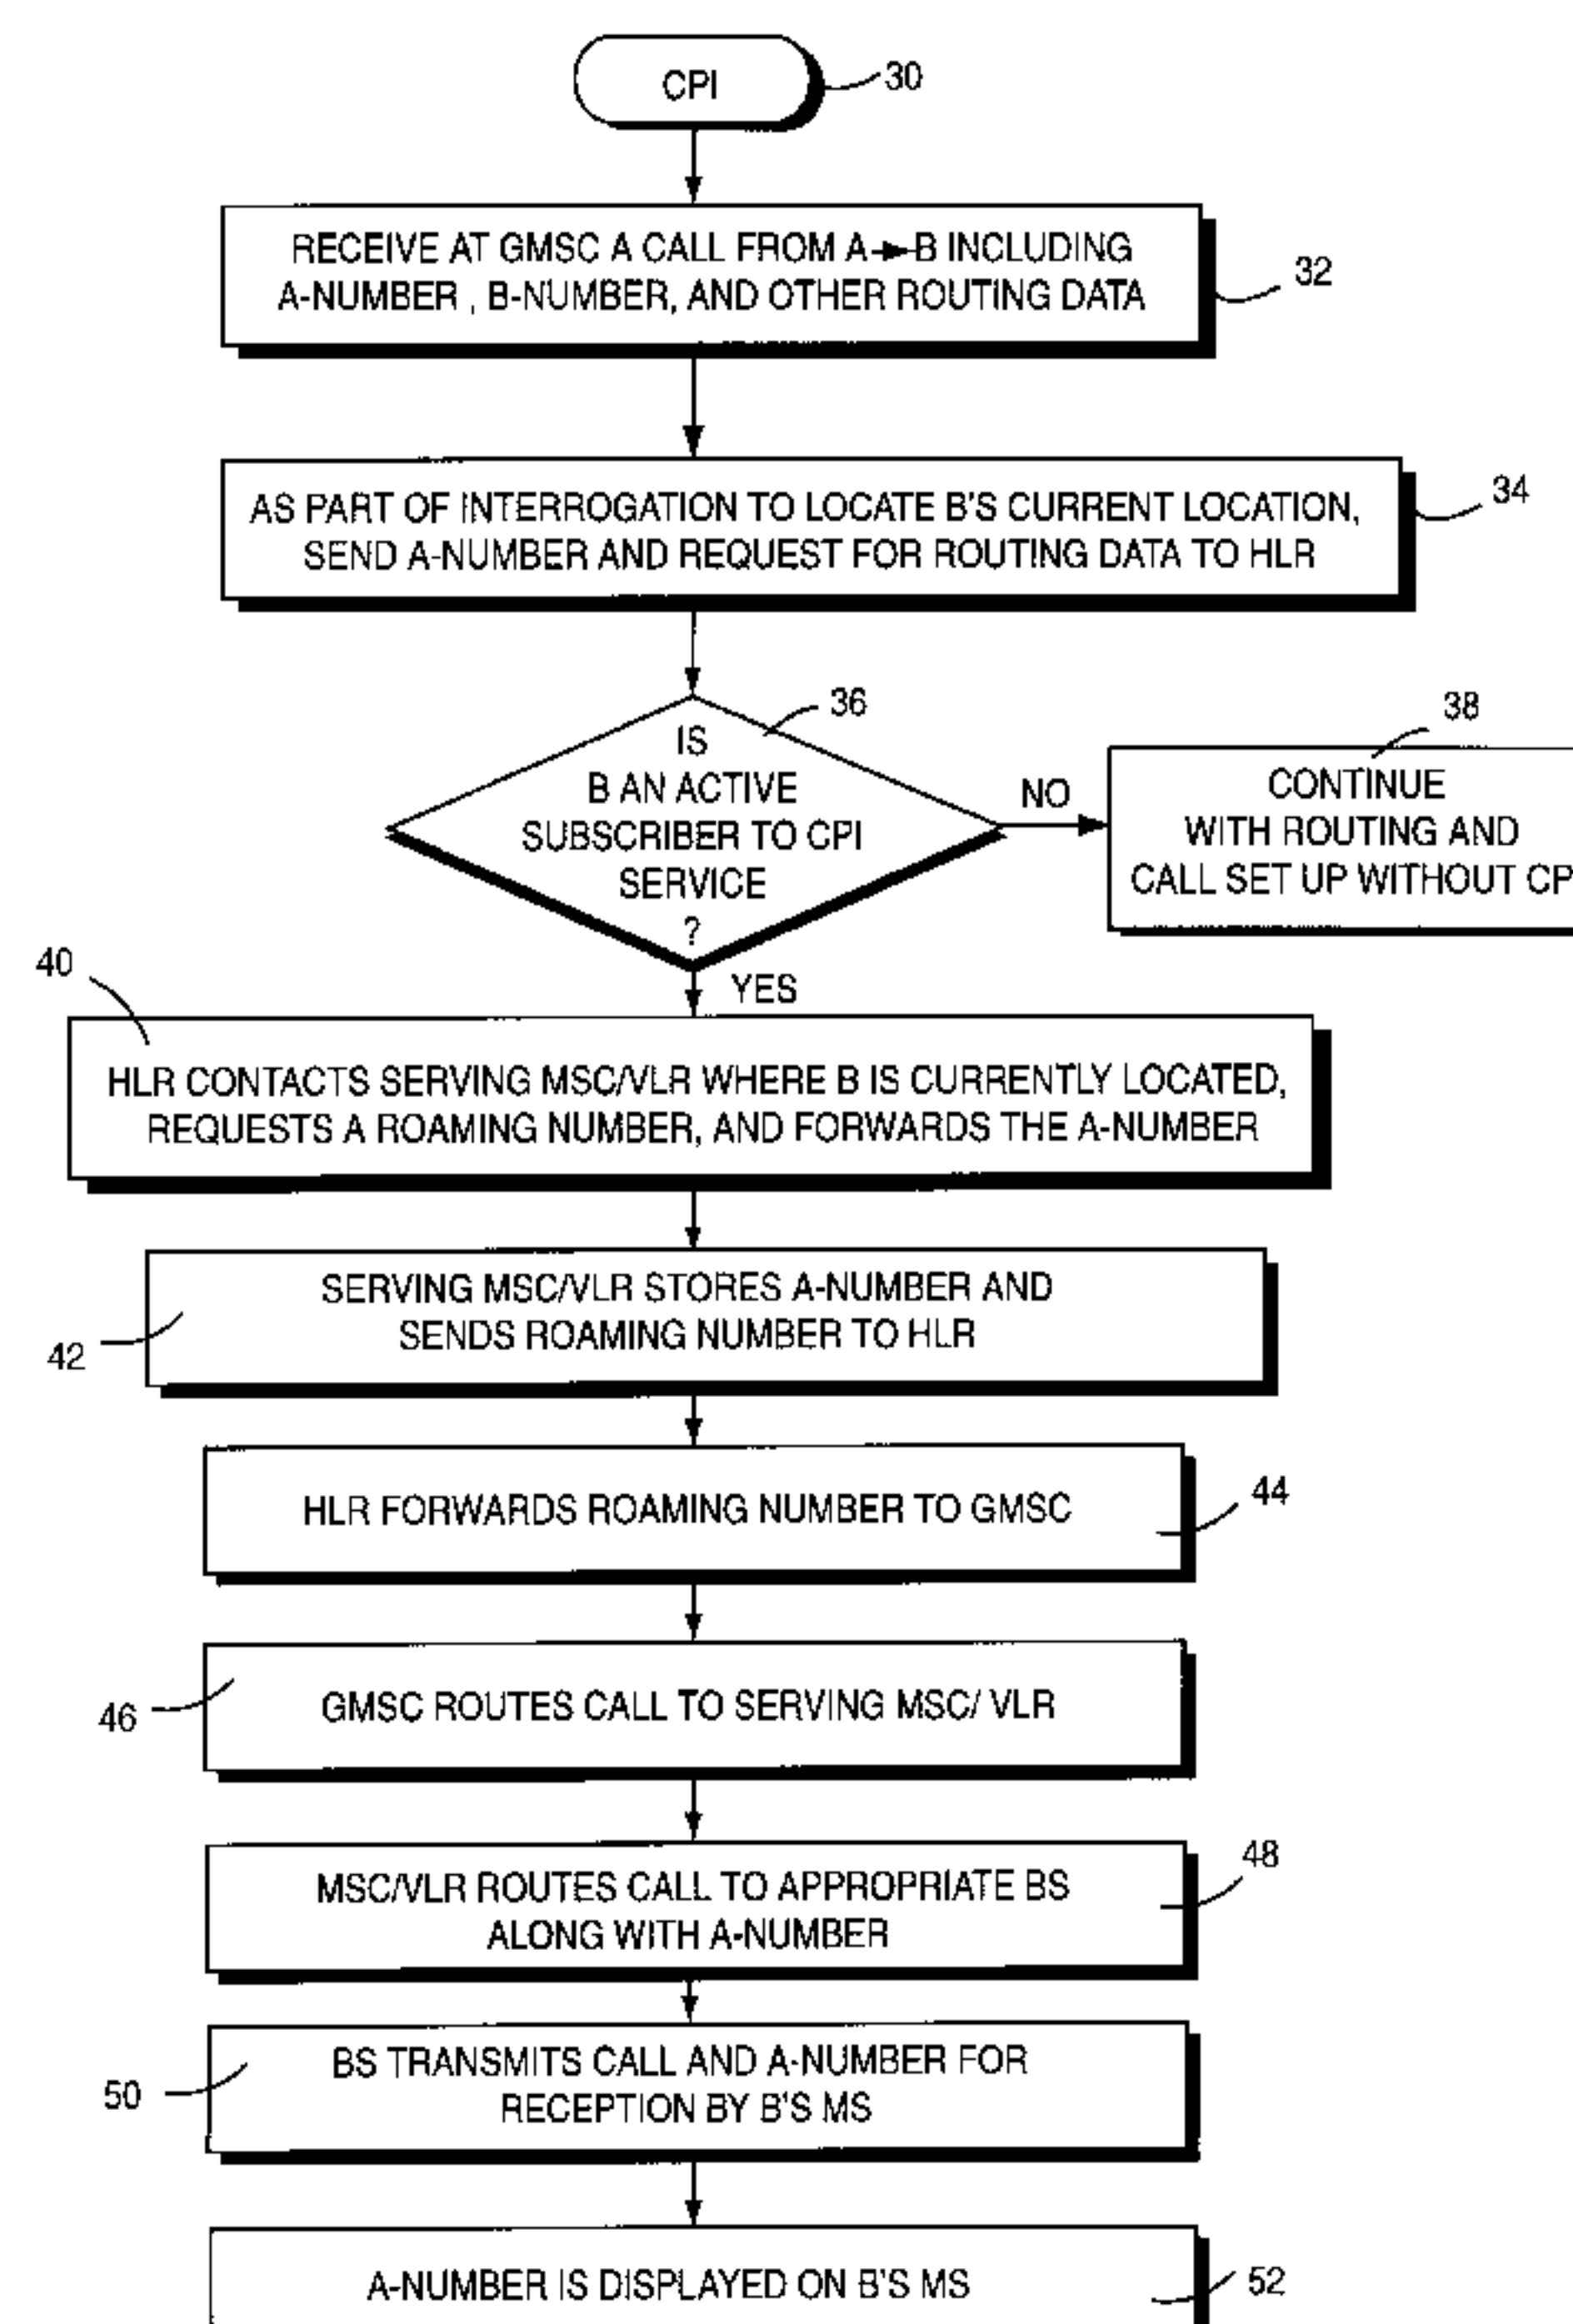 CPI
30
RECEIVE AT GMSC A CALL FROM A→B INCLUDING
A-NUMBER , B-NUMBER, AND OTHER ROUTING DATA
32
AS PART OF INTERROGATION TO LOCATE B'S CURRENT LOCATION,
SEND A-NUMBER AND REQUEST FOR ROUTING DATA TO HLR
34
IS
B AN ACTIVE
SUBSCRIBER TO CPI
SERVICE
?
36
NO
38
CONTINUE
WITH ROUTING AND
CALL SET UP WITHOUT CP
YES
40
HLR CONTACTS SERVING MSC/VLR WHERE B IS CURRENTLY LOCATED,
REQUESTS A ROAMING NUMBER, AND FORWARDS THE A-NUMBER
SERVING MSC/VLR STORES A-NUMBER AND
SENDS ROAMING NUMBER TO HLR
42
HLR FORWARDS ROAMING NUMBER TO GMSC
44
GMSC ROUTES CALL TO SERVING MSC/ VLR
46
MSC/VLR ROUTES CALL TO APPROPRIATE BS
ALONG WITH A-NUMBER
48
BS TRANSMITS CALL AND A-NUMBER FOR
RECEPTION BY B'S MS
50
A-NUMBER IS DISPLAYED ON B'S MS
52